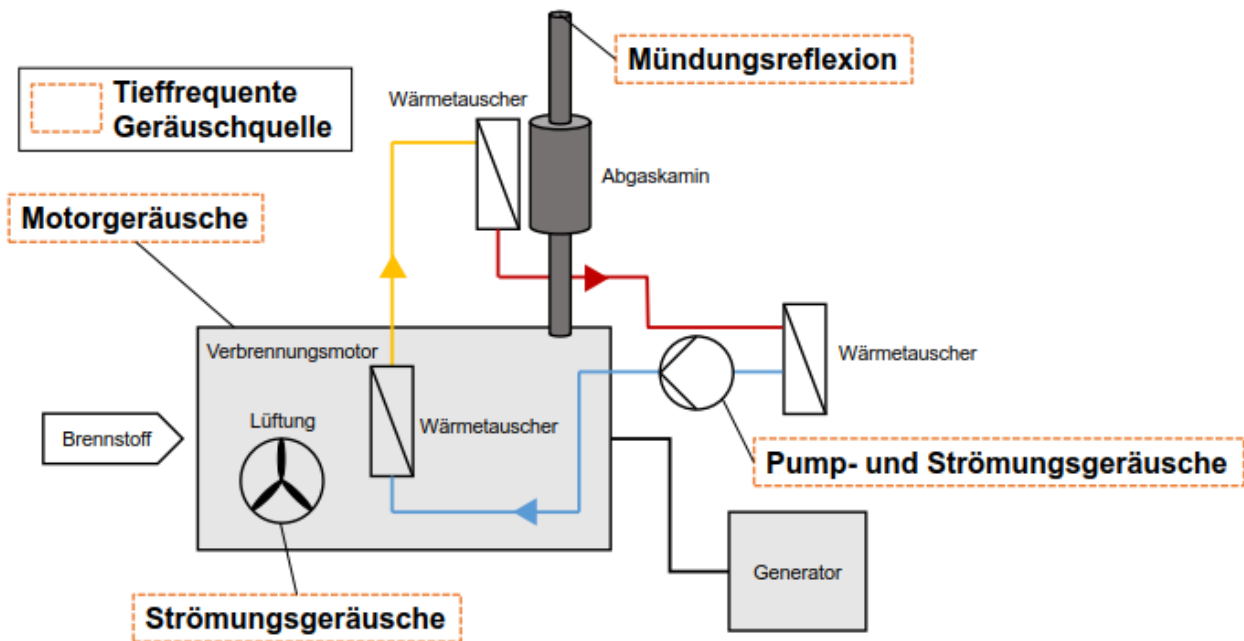 Mündungsreflexion
Tieffrequente
Geräuschquelle
Wärmetauscher
Abgaskamin
Motorgeräusche
Verbrennungsmotor
Wärmetauscher
Lüftung
Wärmetauscher
Brennstoff
Pump- und Strömungsgeräusche
Generator
Strömungsgeräusche